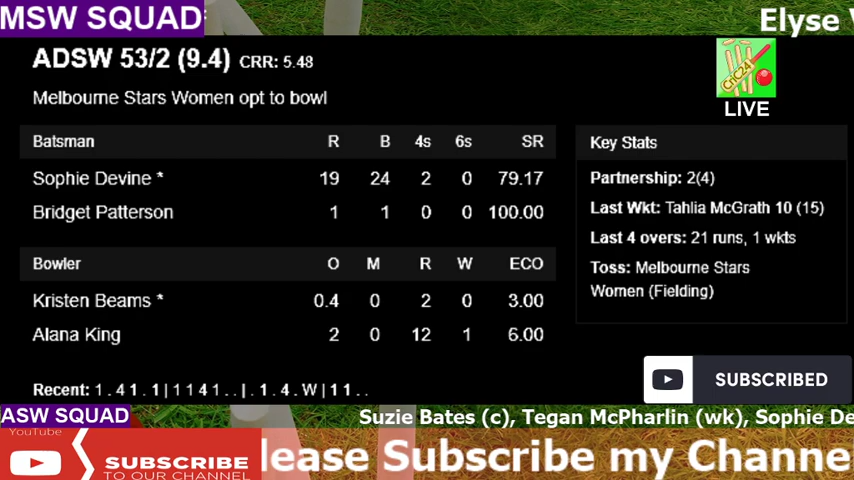 MSW SQUAD
Elyse V
ADSW 53/2 (9.4) CRR: 5.48
Melbourne Stars Women opt to bowl
CriC24
LIVE
Batsman R B 4s 6s SR
Sophie Devine * 19 24 2 0 79.17
Bridget Patterson 1 1 0 0 100.00
Bowler O M R W ECO
Kristen Beams * 0.4 0 2 0 3.00
Alana King 2 0 12 1 6.00
Recent: 1 . 4 1 . 1 | 1 1 4 1 . . | . 1 . 4 . W | 1 1 . .
Key Stats
Partnership: 2(4)
Last Wkt: Tahlia McGrath 10 (15)
Last 4 overs: 21 runs, 1 wkts
Toss: Melbourne Stars
Women (Fielding)
SUBSCRIBED
ASW SQUAD
Suzie Bates (c), Tegan McPharlin (wk), Sophie De
YouTube
SUBSCRIBE
TO OUR CHANNEL
lease Subscribe my Channe